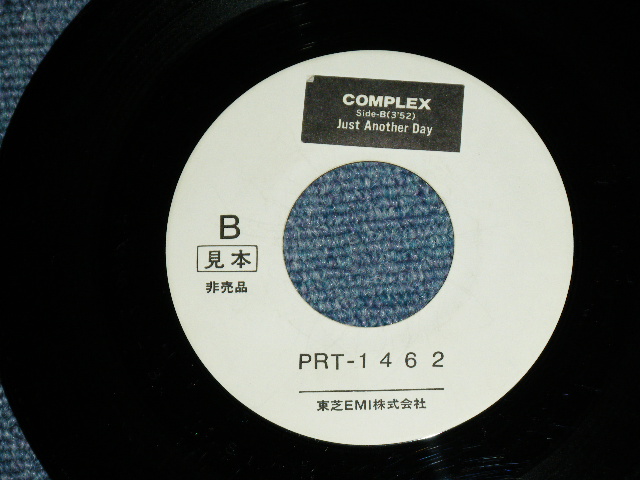 COMPLEX
Side-B(3'52)
Just Another Day
B
見本
非売品
PRT-1462
東芝EMI株式会社